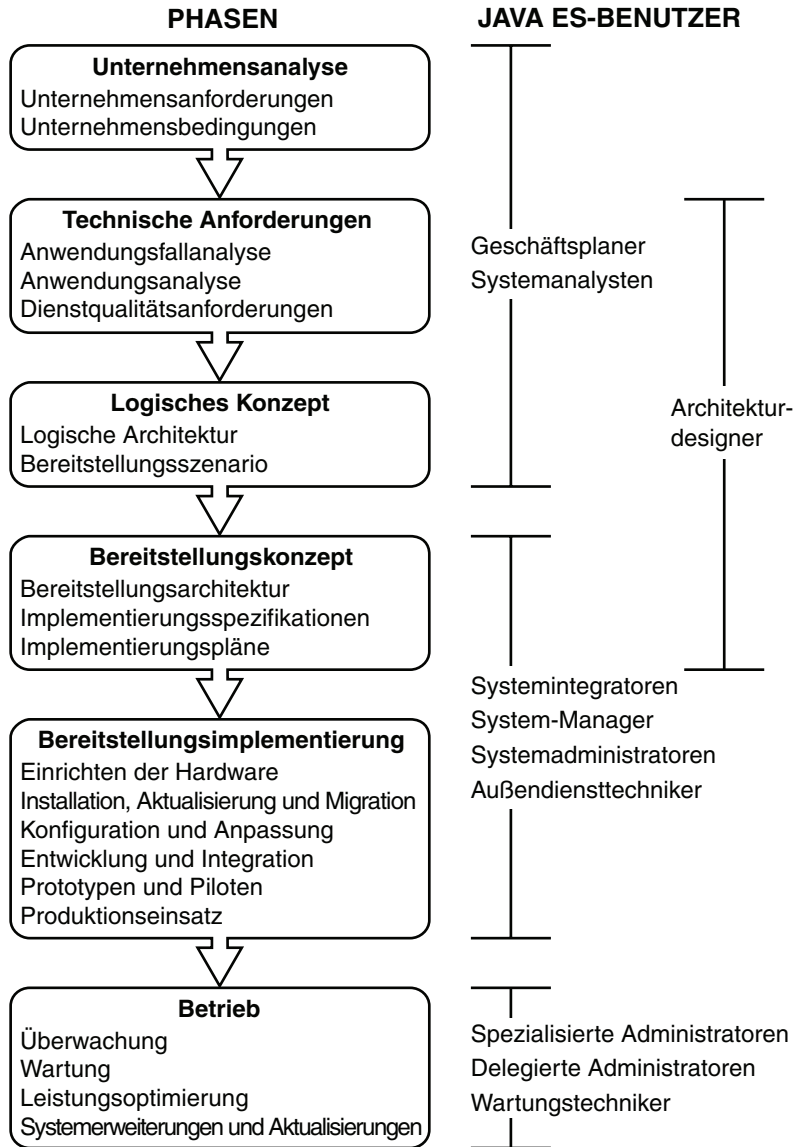 PHASEN
JAVA ES-BENUTZER
Unternehmensanalyse
Unternehmensanforderungen
Unternehmensbedingungen
Technische Anforderungen
Anwendungsfallanalyse
Anwendungsanalyse
Dienstqualitätsanforderungen
Logisches Konzept
Logische Architektur
Bereitstellungsszenario
Bereitstellungskonzept
Bereitstellungsarchitektur
Implementierungsspezifikationen
Implementierungspläne
Bereitstellungsimplementierung
Einrichten der Hardware
Installation, Aktualisierung und Migration
Konfiguration und Anpassung
Entwicklung und Integration
Prototypen und Piloten
Produktionseinsatz
Betrieb
Überwachung
Wartung
Leistungsoptimierung
Systemerweiterungen und Aktualisierungen
Geschäftsplaner
Systemanalysten
Architektur-
designer
Systemintegratoren
System-Manager
Systemadministratoren
Außendiensttechniker
Spezialisierte Administratoren
Delegierte Administratoren
Wartungstechniker